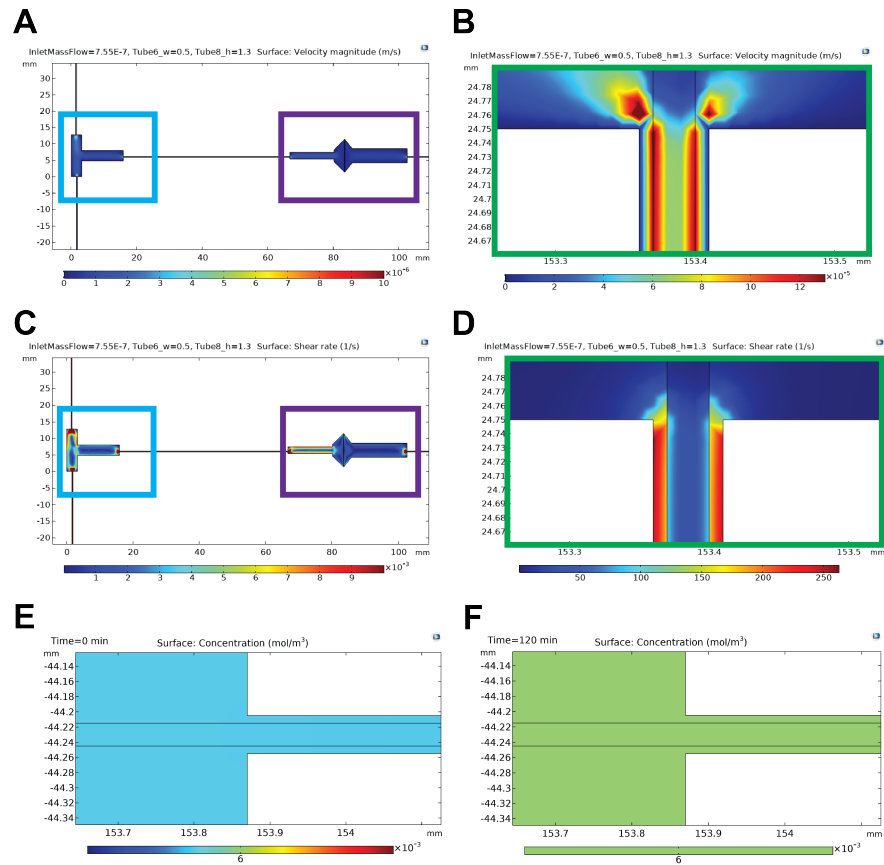 A
InletMassFlow=7.55E-7, Tube6_w=0.5, Tube8_h=1.3 Surface: Velocity magnitude (m/s)
mm
30
25
20
15
10
5
0
-5
-10
-15
-20
0 20 40 60 80 100 mm
×10⁻⁶
0 1 2 3 4 5 6 7 8 9 10
B
InletMassFlow=7.55E-7, Tube6_w=0.5, Tube8_h=1.3 Surface: Velocity magnitude (m/s)
mm
24.78
24.77
24.76
24.75
24.74
24.73
24.72
24.71
24.7
24.69
24.68
24.67
153.3 153.4 153.5 mm
×10⁻⁵
0 2 4 6 8 10 12
C
InletMassFlow=7.55E-7, Tube6_w=0.5, Tube8_h=1.3 Surface: Shear rate (1/s)
mm
30
25
20
15
10
5
0
-5
-10
-15
-20
0 20 40 60 80 100 mm
×10⁻³
1 2 3 4 5 6 7 8 9
D
InletMassFlow=7.55E-7, Tube6_w=0.5, Tube8_h=1.3 Surface: Shear rate (1/s)
mm
24.78
24.77
24.76
24.75
24.74
24.73
24.72
24.71
24.7
24.69
24.68
24.67
153.3 153.4 153.5 mm
50 100 150 200 250
E
Time=0 min Surface: Concentration (mol/m³)
mm
-44.14
-44.16
-44.18
-44.2
-44.22
-44.24
-44.26
-44.28
-44.3
-44.32
-44.34
153.7 153.8 153.9 154 mm
×10⁻³
6
F
Time=120 min Surface: Concentration (mol/m³)
mm
-44.14
-44.16
-44.18
-44.2
-44.22
-44.24
-44.26
-44.28
-44.3
-44.32
-44.34
153.7 153.8 153.9 154 mm
×10⁻³
6